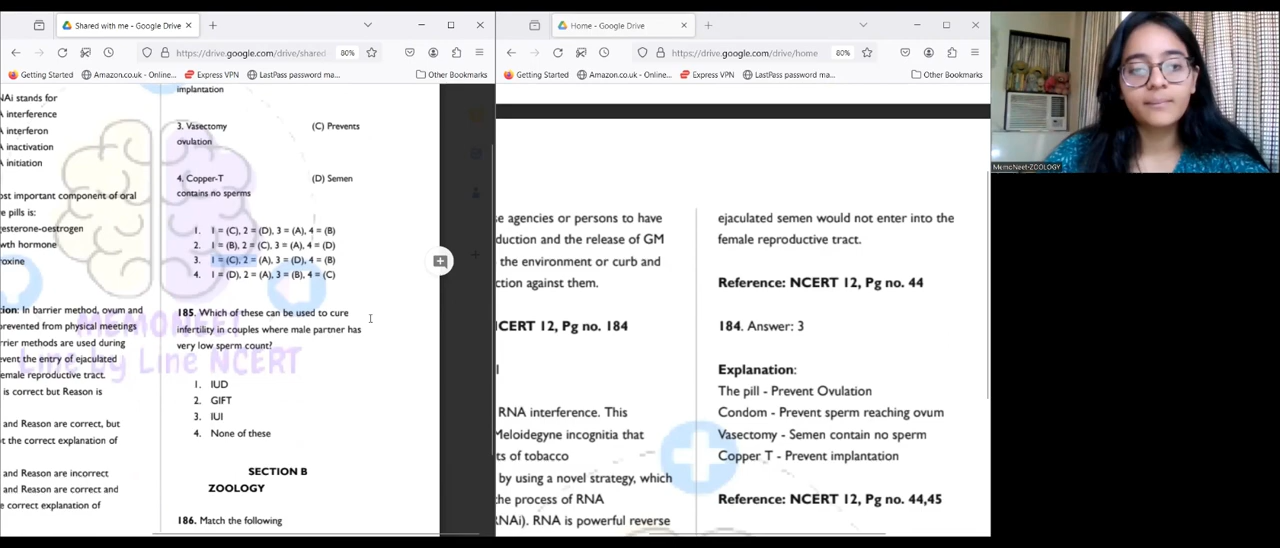 Shared with me - Google Drive
https://drive.google.com/drive/shared
80%
Getting Started
Amazon.co.uk - Online...
Express VPN
LastPass password ma...
Other Bookmarks
NAi stands for
A interference
A interferon
A inactivation
A initiation
ost important component of oral
e pills is:
esterone-oestrogen
wth hormone
roxine
ion: In barrier method, ovum and
prevented from physical meetings
rrier methods are used during
event the entry of ejaculated
emale reproductive tract.
is correct but Reason is
and Reason are correct, but
t the correct explanation of
and Reason are incorrect
and Reason are correct and
e correct explanation of
implantation
3. Vasectomy (C) Prevents
ovulation
4. Copper-T (D) Semen
contains no sperms
1. 1 = (C), 2 = (D), 3 = (A), 4 = (B)
2. 1 = (B), 2 = (C), 3 = (A), 4 = (D)
3. 1 = (C), 2 = (A), 3 = (D), 4 = (B)
4. 1 = (D), 2 = (A), 3 = (B), 4 = (C)
185. Which of these can be used to cure
infertility in couples where male partner has
very low sperm count?
1. IUD
2. GIFT
3. IUI
4. None of these
SECTION B
ZOOLOGY
186. Match the following
MEMONEET
Line by Line NCERT
Home - Google Drive
https://drive.google.com/drive/home
80%
Getting Started
Amazon.co.uk - Online...
Express VPN
LastPass password ma...
Other Bookmarks
se agencies or persons to have
duction and the release of GM
the environment or curb and
ction against them.
CERT 12, Pg no. 184
RNA interference. This
Meloidegyne incognitia that
ts of tobacco
by using a novel strategy, which
the process of RNA
RNAi). RNA is powerful reverse
ejaculated semen would not enter into the
female reproductive tract.
Reference: NCERT 12, Pg no. 44
184. Answer: 3
Explanation:
The pill - Prevent Ovulation
Condom - Prevent sperm reaching ovum
Vasectomy - Semen contain no sperm
Copper T - Prevent implantation
Reference: NCERT 12, Pg no. 44,45
MemoNeet-ZOOLOGY